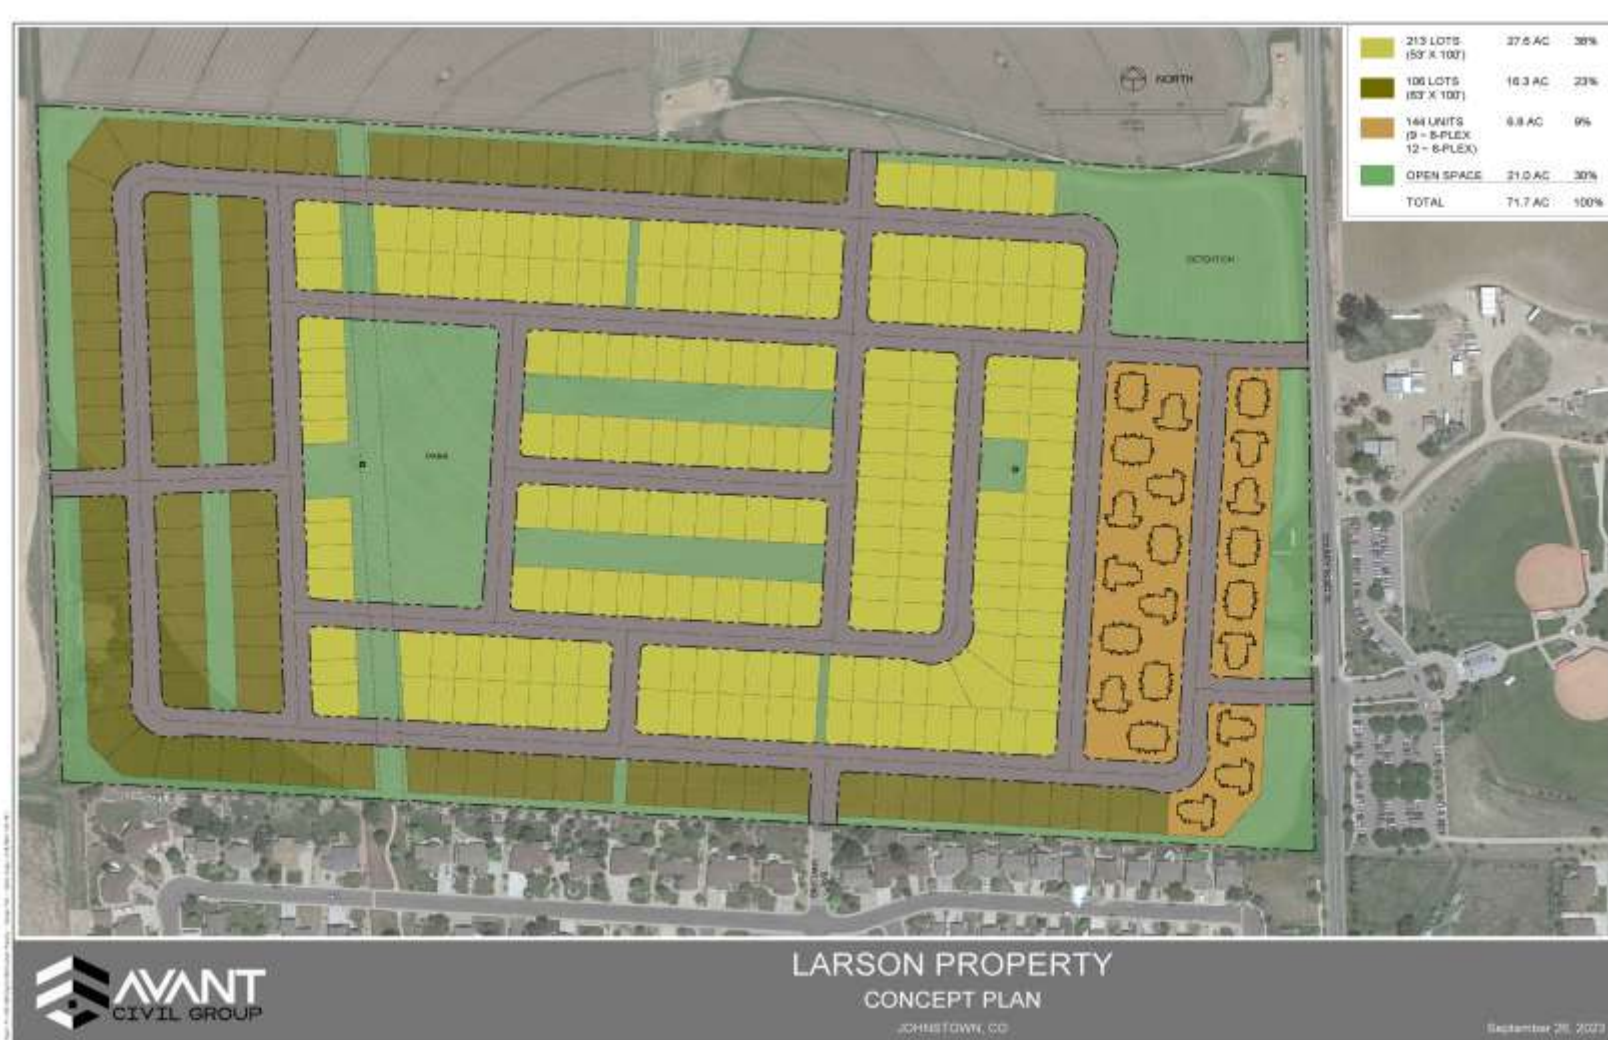 213 LOTS 27.6 AC 38%
(53' X 100')
106 LOTS 16.3 AC 23%
(63' X 100')
144 UNITS 6.8 AC 9%
(9 - 8-PLEX
12 - 6-PLEX)
OPEN SPACE 21.0 AC 30%
TOTAL 71.7 AC 100%
NORTH
DETENTION
PARK
AVANT
CIVIL GROUP
LARSON PROPERTY
CONCEPT PLAN
JOHNSTOWN, CO
September 26, 2023